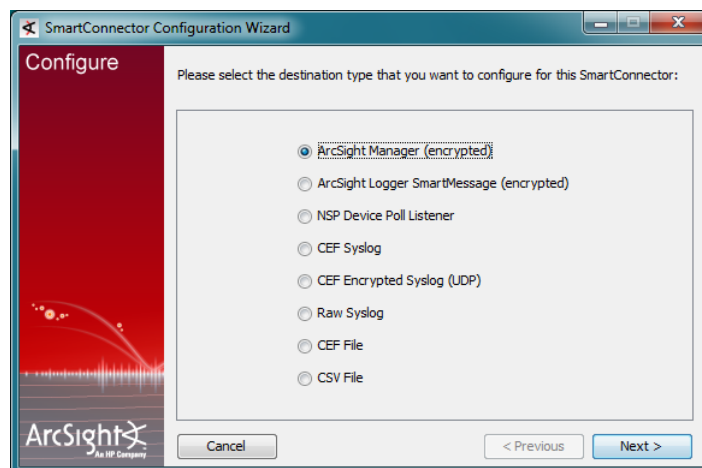 SmartConnector Configuration Wizard
Configure
Please select the destination type that you want to configure for this SmartConnector:
ArcSight Manager (encrypted)
ArcSight Logger SmartMessage (encrypted)
NSP Device Poll Listener
CEF Syslog
CEF Encrypted Syslog (UDP)
Raw Syslog
CEF File
CSV File
ArcSight
An HP Company
Cancel
< Previous
Next >